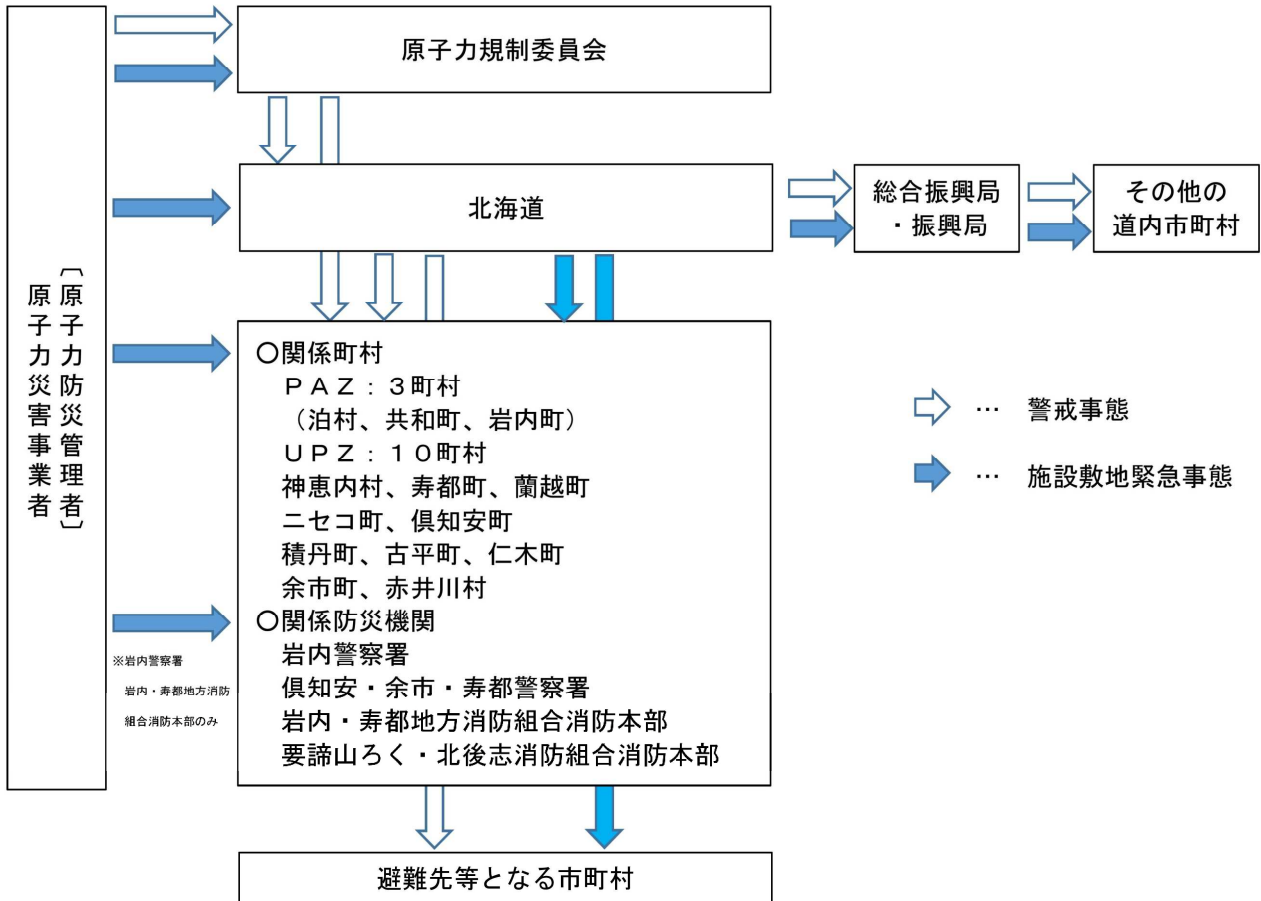 原子力災害事業者
〔原子力防災管理者〕
原子力規制委員会
北海道
総合振興局
・振興局
その他の
道内市町村
〇関係町村
ＰＡＺ：３町村
（泊村、共和町、岩内町）
ＵＰＺ：１０町村
神恵内村、寿都町、蘭越町
ニセコ町、倶知安町
積丹町、古平町、仁木町
余市町、赤井川村
〇関係防災機関
岩内警察署
倶知安・余市・寿都警察署
岩内・寿都地方消防組合消防本部
要諦山ろく・北後志消防組合消防本部
※岩内警察署
岩内・寿都地方消防
組合消防本部のみ
避難先等となる市町村
… 警戒事態
… 施設敷地緊急事態